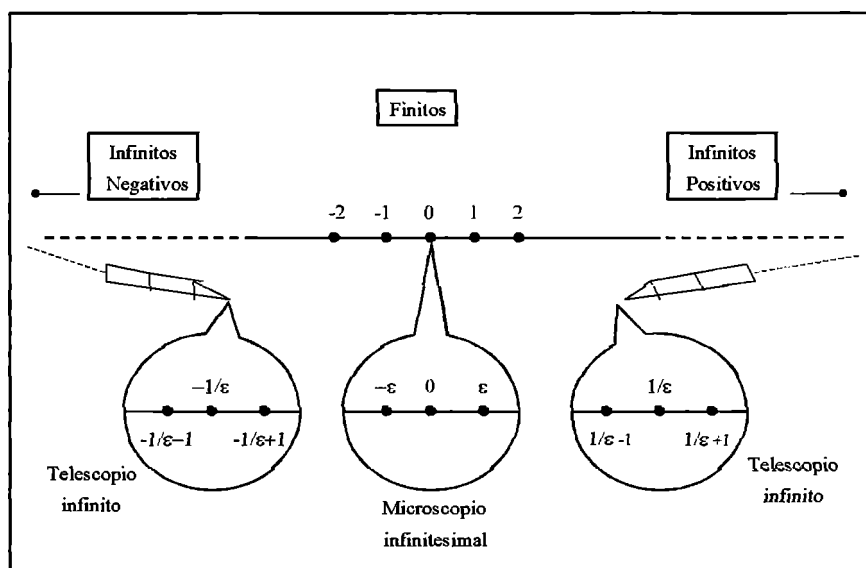 Finitos
Infinitos
Negativos
Infinitos
Positivos
-2 -1 0 1 2
−1/ε
-1/ε−1 -1/ε+1
−ε 0 ε
1/ε
1/ε -1 1/ε +1
Telescopio
infinito
Microscopio
infinitesimal
Telescopio
infinito